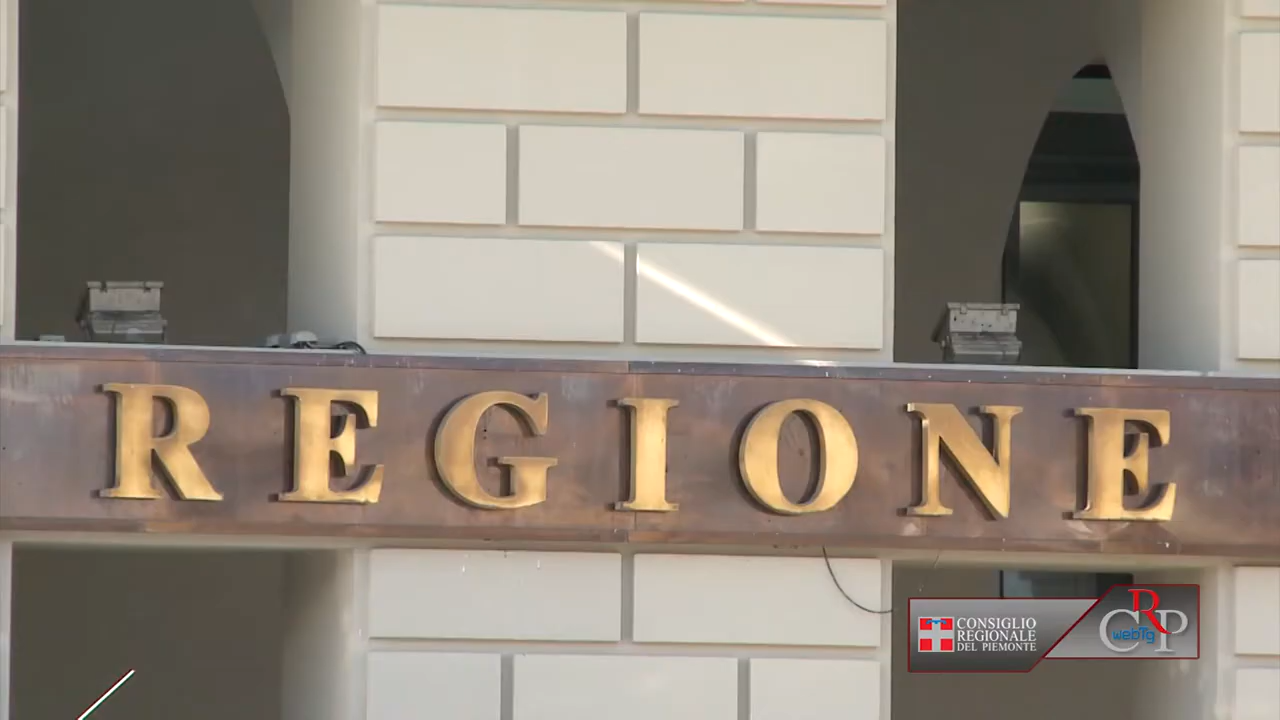 REGIONE
CONSIGLIO
REGIONALE
DEL PIEMONTE
CRP
webTg